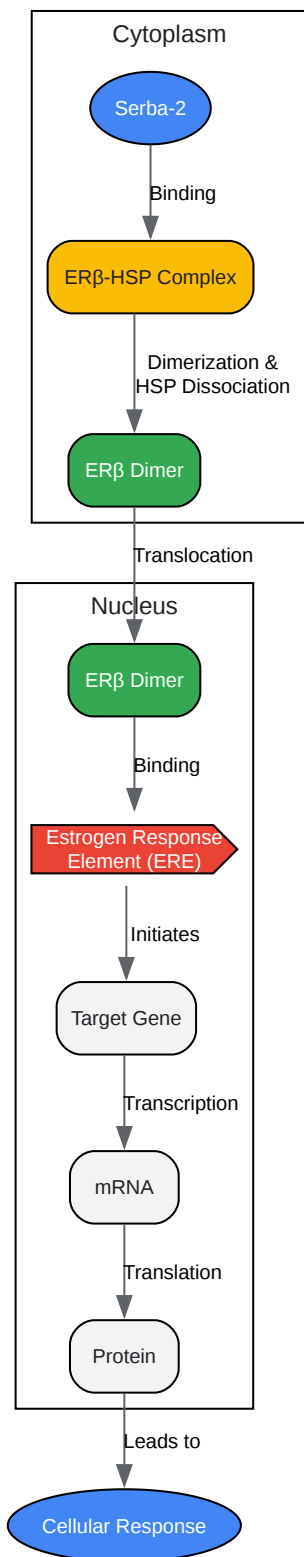 Cytoplasm
Serba-2
Binding
ERβ-HSP Complex
Dimerization &
HSP Dissociation
ERβ Dimer
Translocation
Nucleus
ERβ Dimer
Binding
Estrogen Response
Element (ERE)
Initiates
Target Gene
Transcription
mRNA
Translation
Protein
Leads to
Cellular Response